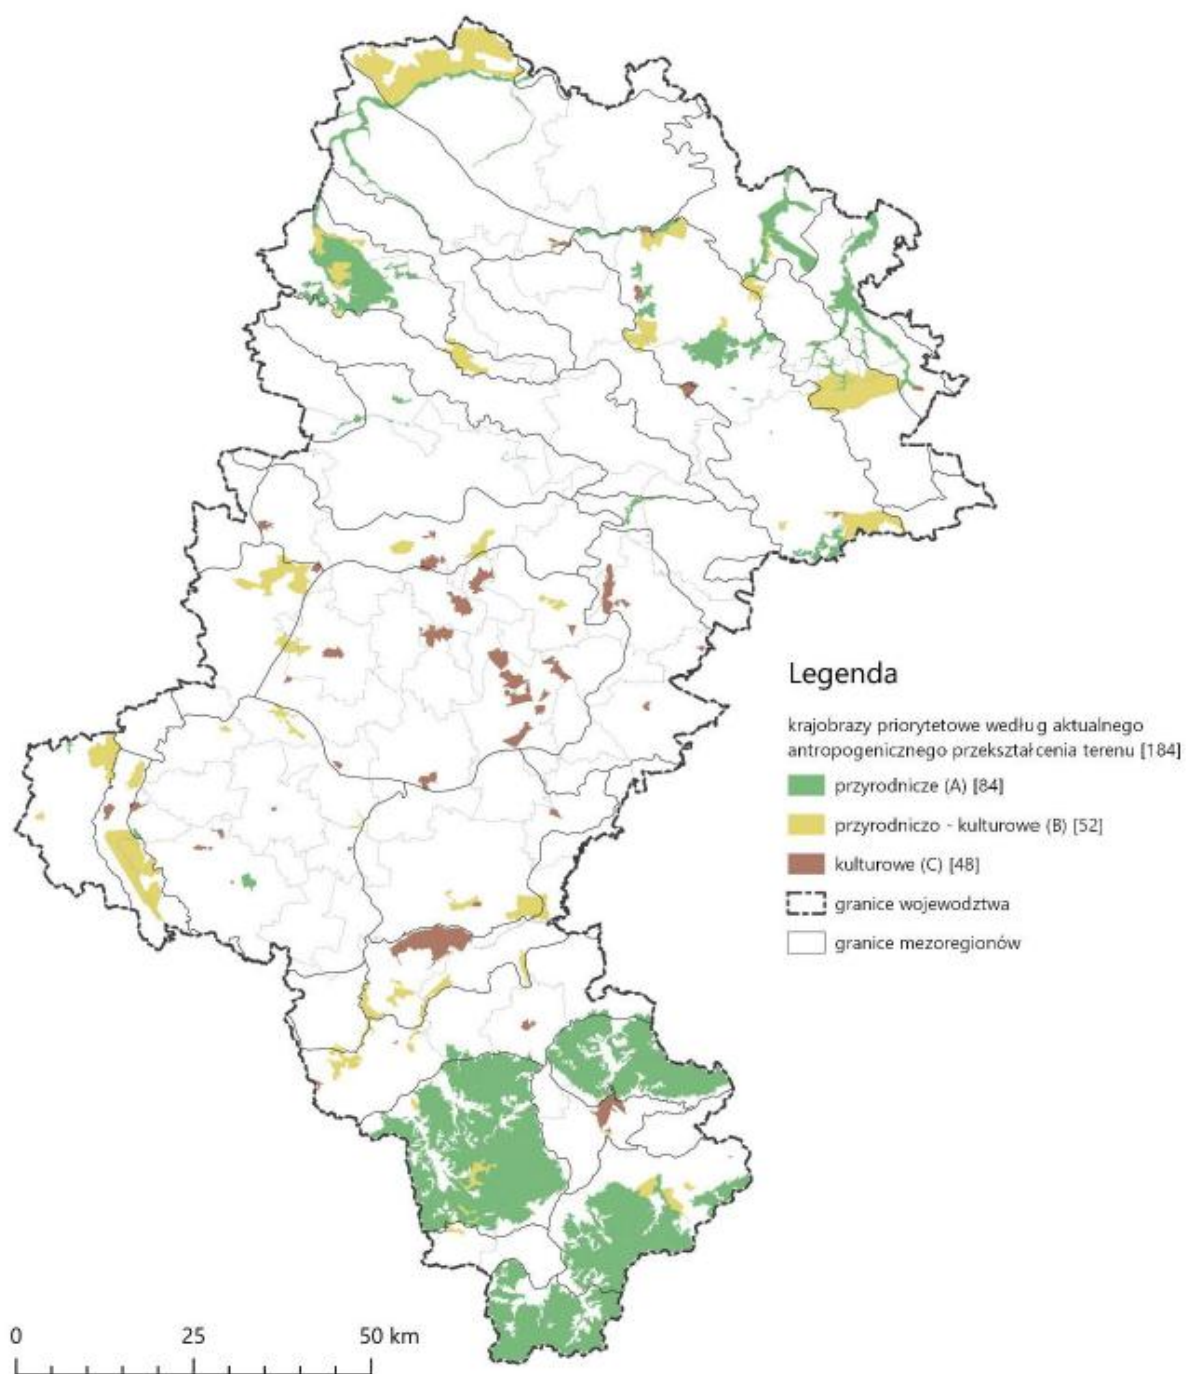 Legenda
krajobrazy priorytetowe według aktualnego
antropogenicznego przekształcenia terenu [184]
przyrodnicze (A) [84]
przyrodniczo - kulturowe (B) [52]
kulturowe (C) [48]
granice wojewodztwa
granice mezoregionów
0 25 50 km